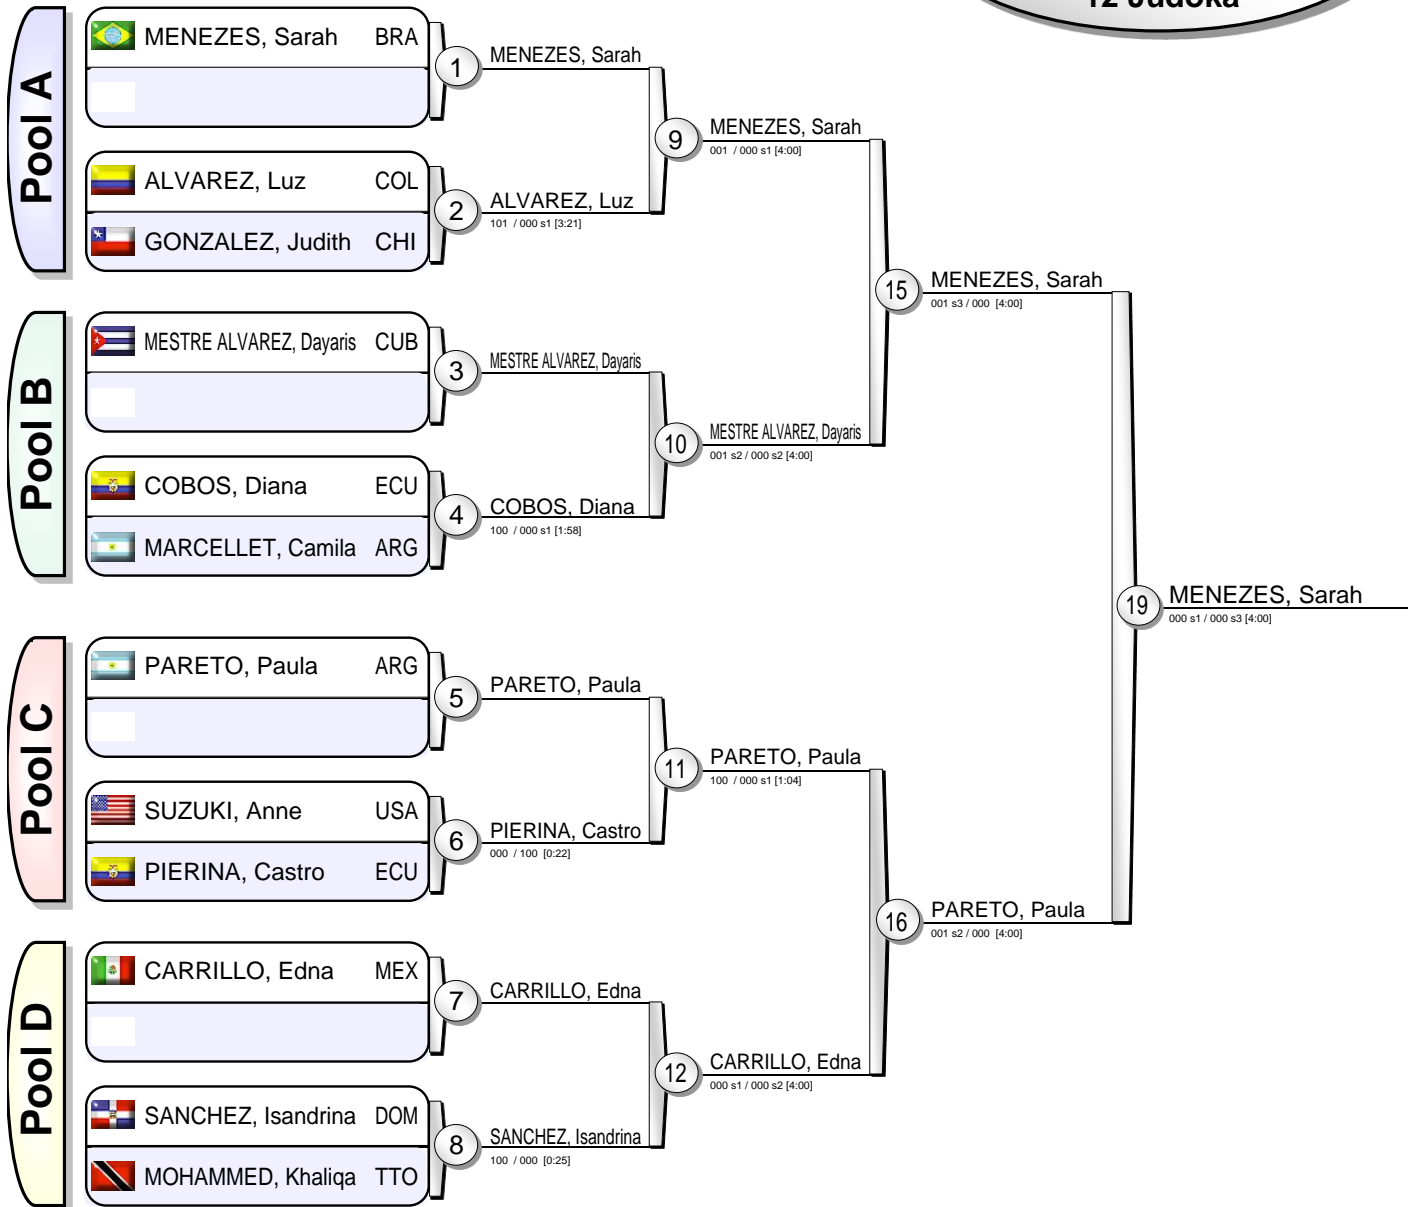 12 Judoka
Pool A
MENEZES, Sarah BRA
1
MENEZES, Sarah
ALVAREZ, Luz COL
GONZALEZ, Judith CHI
2
ALVAREZ, Luz
101 / 000 s1 [3:21]
9
MENEZES, Sarah
001 / 000 s1 [4:00]
Pool B
MESTRE ALVAREZ, Dayaris CUB
3
MESTRE ALVAREZ, Dayaris
COBOS, Diana ECU
MARCELLET, Camila ARG
4
COBOS, Diana
100 / 000 s1 [1:58]
10
MESTRE ALVAREZ, Dayaris
001 s2 / 000 s2 [4:00]
15
MENEZES, Sarah
001 s3 / 000 [4:00]
Pool C
PARETO, Paula ARG
5
PARETO, Paula
SUZUKI, Anne USA
PIERINA, Castro ECU
6
PIERINA, Castro
000 / 100 [0:22]
11
PARETO, Paula
100 / 000 s1 [1:04]
Pool D
CARRILLO, Edna MEX
7
CARRILLO, Edna
SANCHEZ, Isandrina DOM
MOHAMMED, Khaliqa TTO
8
SANCHEZ, Isandrina
100 / 000 [0:25]
12
CARRILLO, Edna
000 s1 / 000 s2 [4:00]
16
PARETO, Paula
001 s2 / 000 [4:00]
19
MENEZES, Sarah
000 s1 / 000 s3 [4:00]